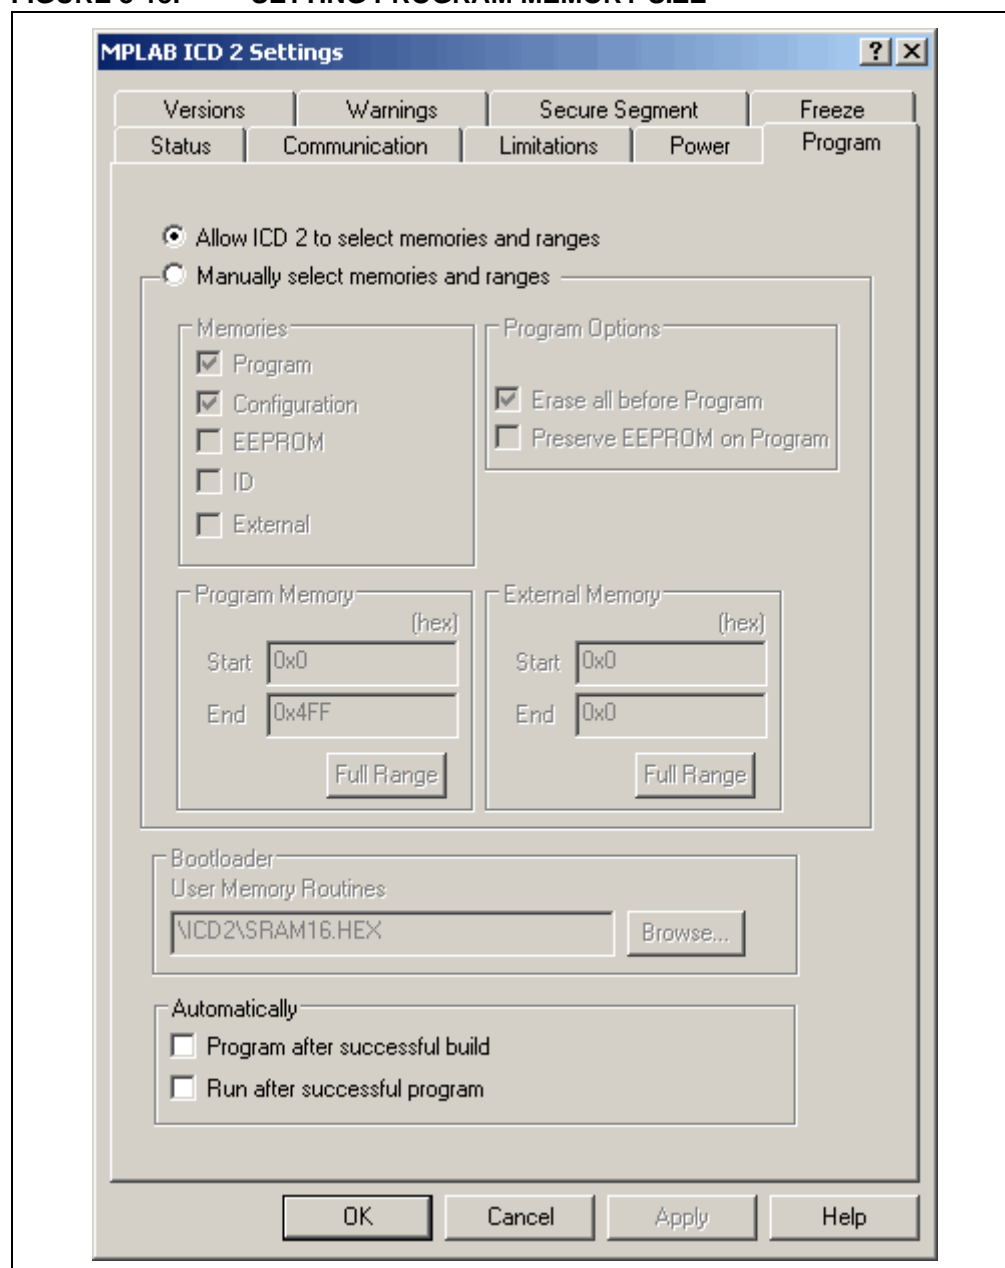 MPLAB ICD 2 Settings
Versions Warnings Secure Segment Freeze
Status Communication Limitations Power Program
Allow ICD 2 to select memories and ranges
Manually select memories and ranges
Memories
Program
Configuration
EEPROM
ID
External
Program Options
Erase all before Program
Preserve EEPROM on Program
Program Memory
(hex)
Start 0x0
End 0x4FF
Full Range
External Memory
(hex)
Start 0x0
End 0x0
Full Range
Bootloader
User Memory Routines
\ICD2\SRAM16.HEX Browse...
Automatically
Program after successful build
Run after successful program
OK Cancel Apply Help